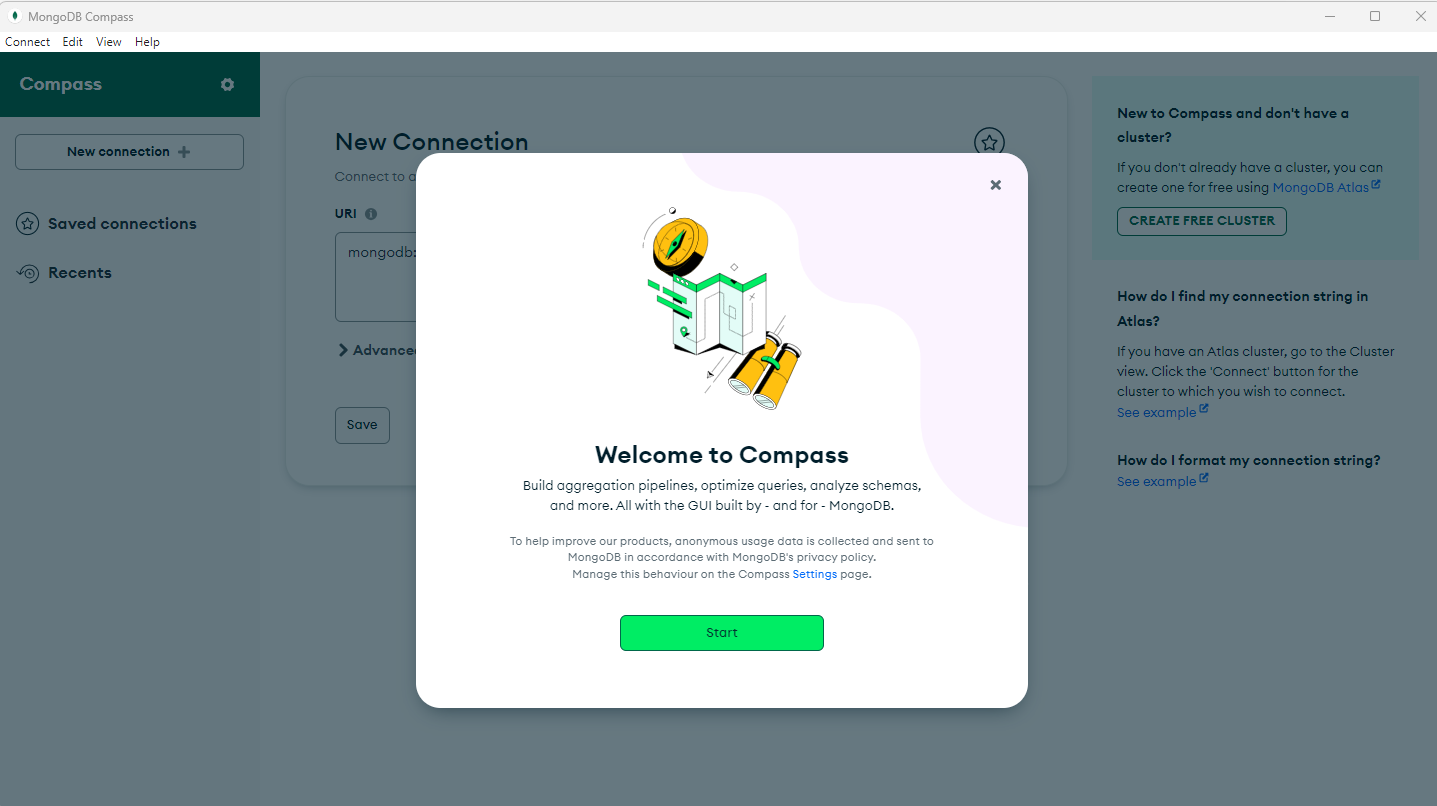 MongoDB Compass
Connect Edit View Help
Compass
New connection
Saved connections
Recents
New Connection
Connect to a
URI
mongodb:
Advanced
Save
Welcome to Compass
Build aggregation pipelines, optimize queries, analyze schemas,
and more. All with the GUI built by - and for - MongoDB.
To help improve our products, anonymous usage data is collected and sent to
MongoDB in accordance with MongoDB's privacy policy.
Manage this behaviour on the Compass Settings page.
Start
New to Compass and don't have a
cluster?
If you don't already have a cluster, you can
create one for free using MongoDB Atlas
CREATE FREE CLUSTER
How do I find my connection string in
Atlas?
If you have an Atlas cluster, go to the Cluster
view. Click the 'Connect' button for the
cluster to which you wish to connect.
See example
How do I format my connection string?
See example